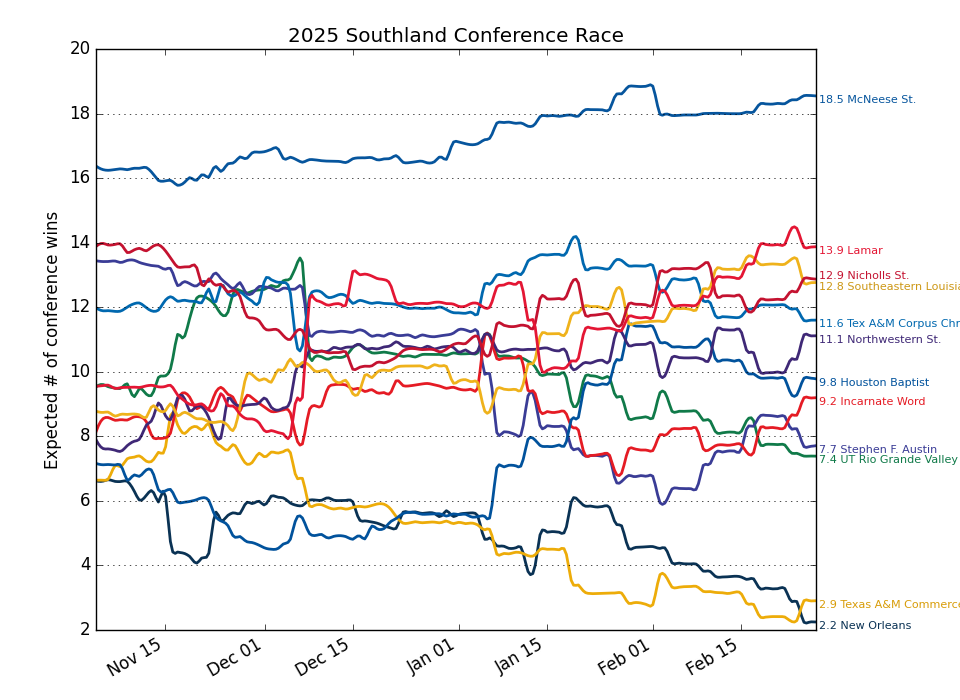 2025 Southland Conference Race
Expected # of conference wins
20
18
16
14
12
10
8
6
4
2
Nov 15
Dec 01
Dec 15
Jan 01
Jan 15
Feb 01
Feb 15
18.5 McNeese St.
13.9 Lamar
12.9 Nicholls St.
12.8 Southeastern Louisia
11.6 Tex A&M Corpus Chr
11.1 Northwestern St.
9.8 Houston Baptist
9.2 Incarnate Word
7.7 Stephen F. Austin
7.4 UT Rio Grande Valley
2.9 Texas A&M Commerce
2.2 New Orleans